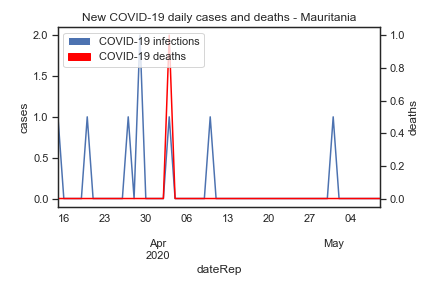 New COVID-19 daily cases and deaths - Mauritania
COVID-19 infections
COVID-19 deaths
2.0
1.5
1.0
0.5
0.0
cases
1.0
0.8
0.6
0.4
0.2
0.0
deaths
16 23 30 06 13 20 27 04
Apr May
2020
dateRep